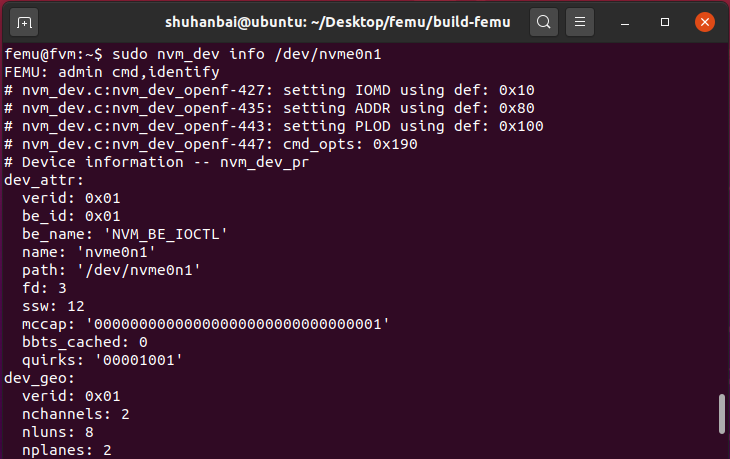 shuhanbai@ubuntu: ~/Desktop/femu/build-femu
femu@fvm:~$ sudo nvm_dev info /dev/nvme0n1
FEMU: admin cmd,identify
# nvm_dev.c:nvm_dev_openf-427: setting IOMD using def: 0x10
# nvm_dev.c:nvm_dev_openf-435: setting ADDR using def: 0x80
# nvm_dev.c:nvm_dev_openf-443: setting PLOD using def: 0x100
# nvm_dev.c:nvm_dev_openf-447: cmd_opts: 0x190
# Device information -- nvm_dev_pr
dev_attr:
  verid: 0x01
  be_id: 0x01
  be_name: 'NVM_BE_IOCTL'
  name: 'nvme0n1'
  path: '/dev/nvme0n1'
  fd: 3
  ssw: 12
  mccap: '00000000000000000000000000000001'
  bbts_cached: 0
  quirks: '00001001'
dev_geo:
  verid: 0x01
  nchannels: 2
  nluns: 8
  nplanes: 2